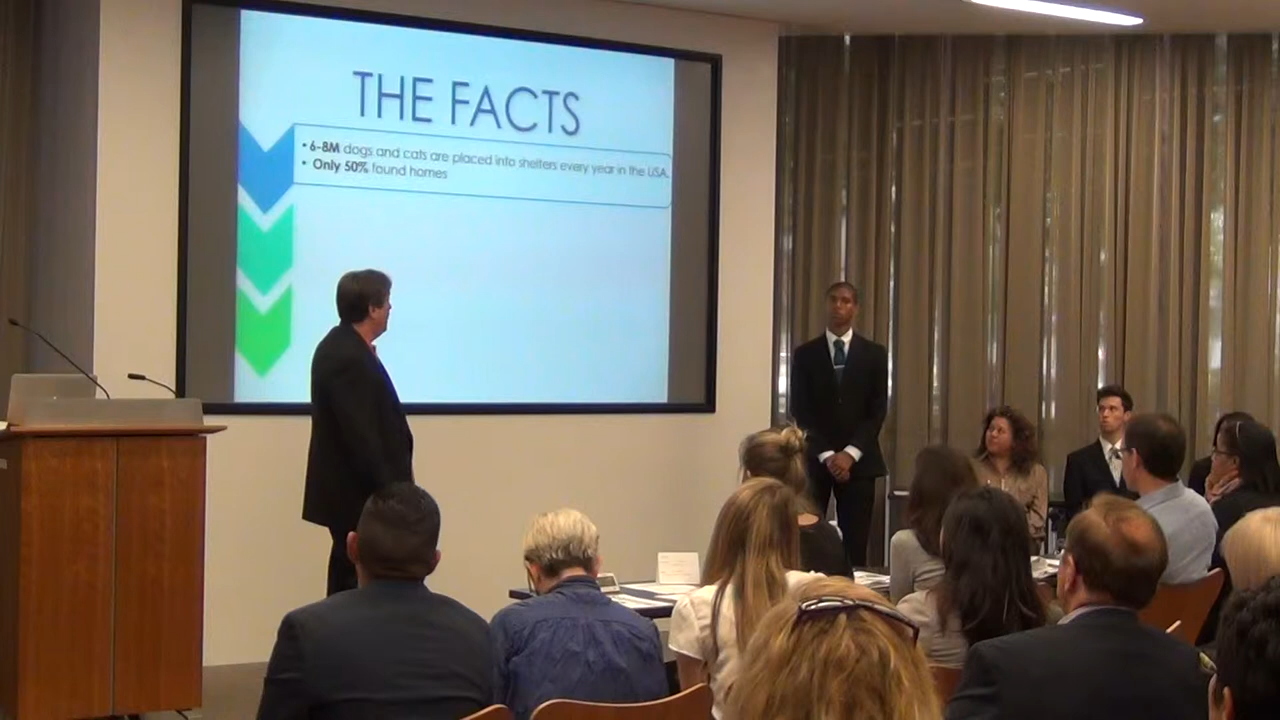 THE FACTS
• 6-8M dogs and cats are placed into shelters every year in the USA.
• Only 50% found homes